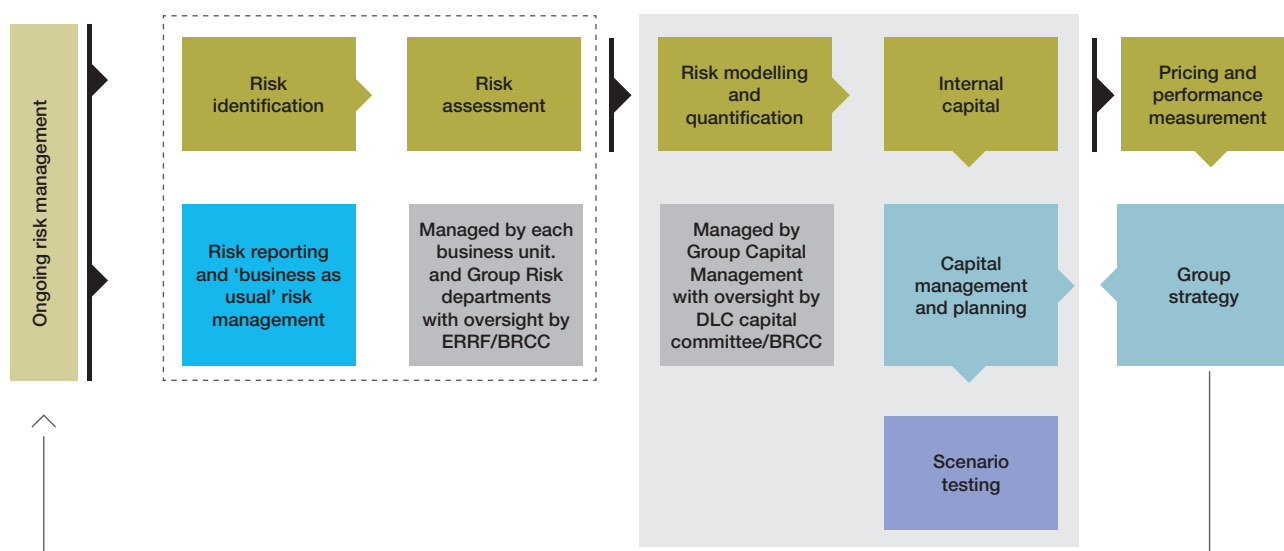 Ongoing risk management
Risk
identification
Risk
assessment
Risk modelling
and
quantification
Internal
capital
Pricing and
performance
measurement
Risk reporting
and ‘business as
usual’ risk
management
Managed by each
business unit.
and Group Risk
departments
with oversight by
ERRF/BRCC
Managed by
Group Capital
Management
with oversight by
DLC capital
committee/BRCC
Capital
management
and planning
Group
strategy
Scenario
testing